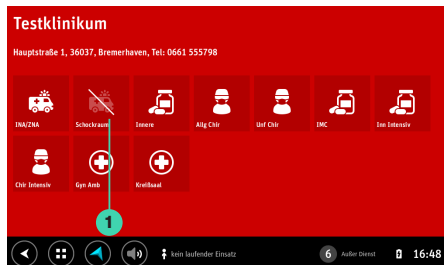 Testklinikum
Hauptstraße 1, 36037, Bremerhaven, Tel: 0661 555798
INA/ZNA
Schockraum
Innere
Allg Chir
Unf Chir
IMC
Inn Intensiv
Chir Intensiv
Gyn Amb
Kreißsaal
1
kein laufender Einsatz
6 Außer Dienst
16:48